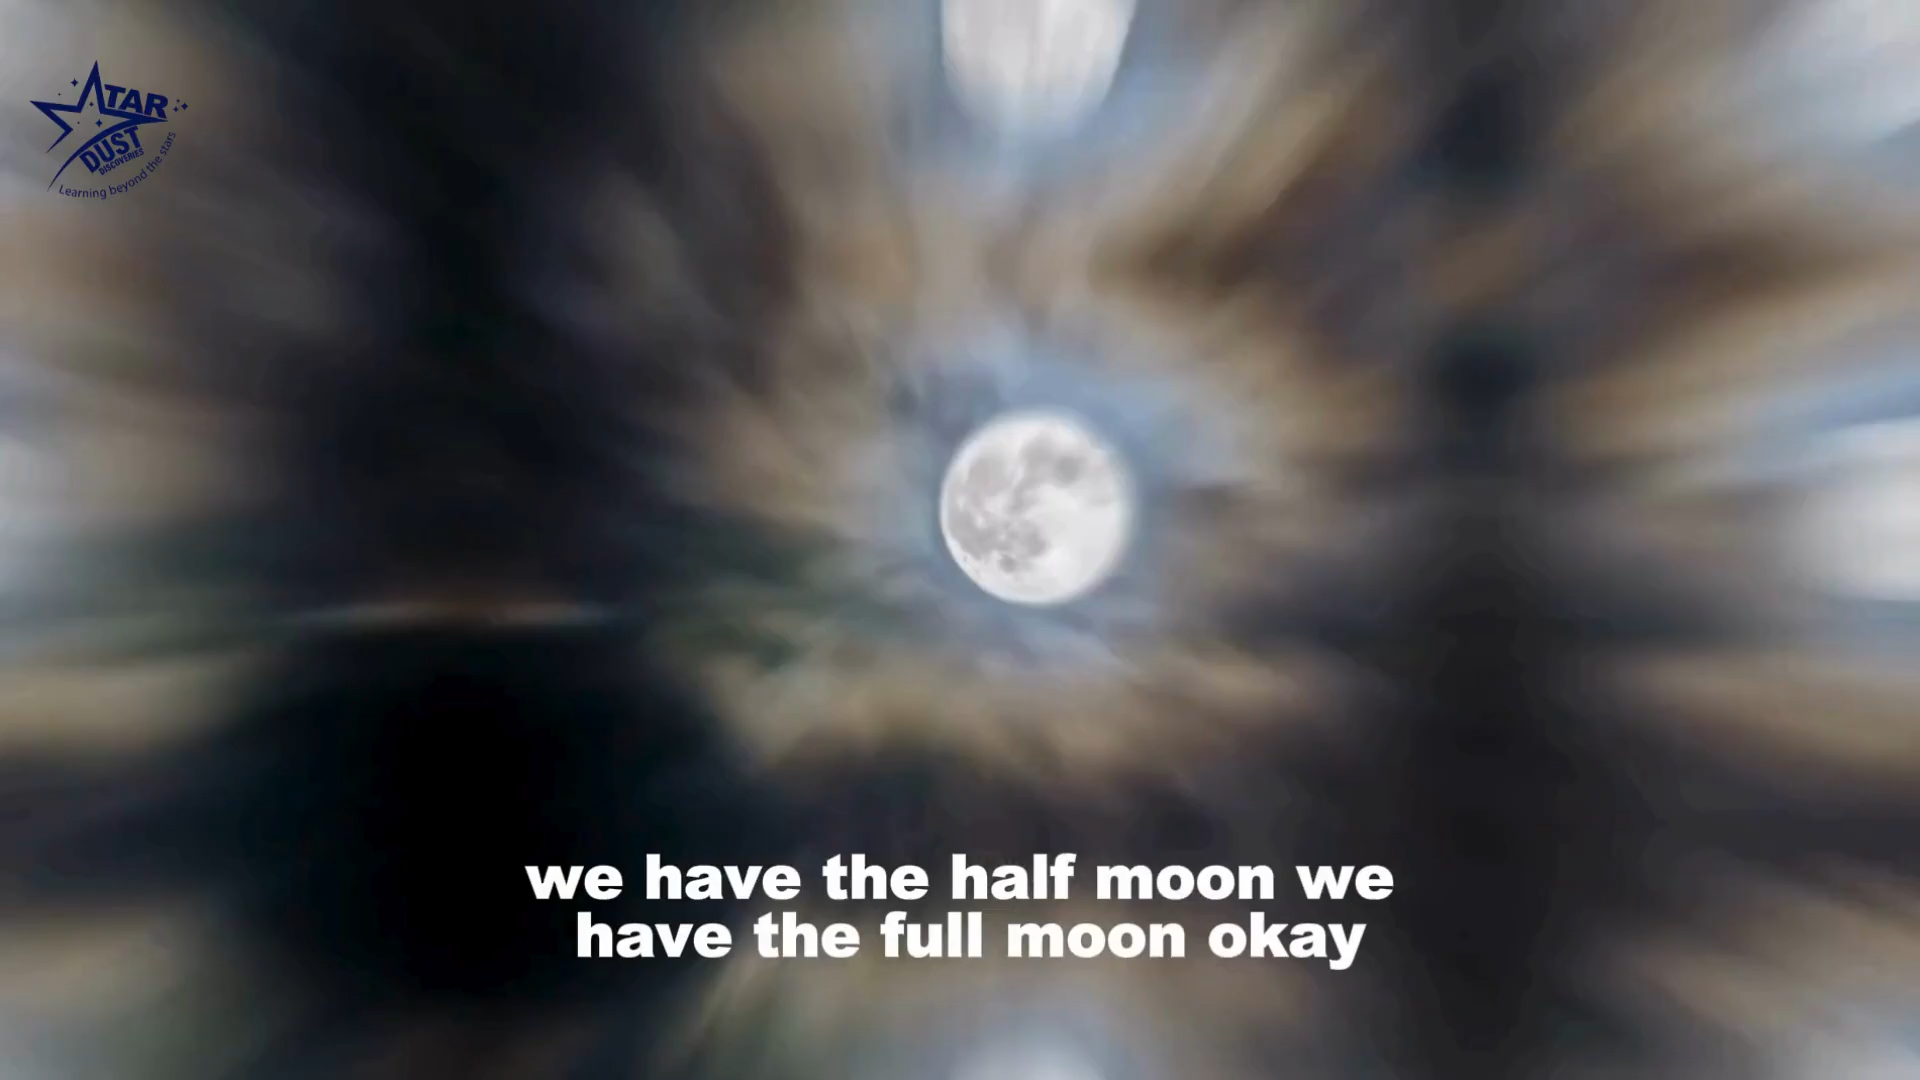 STAR
DUST
DISCOVERIES
Learning beyond the stars
we have the half moon we
have the full moon okay